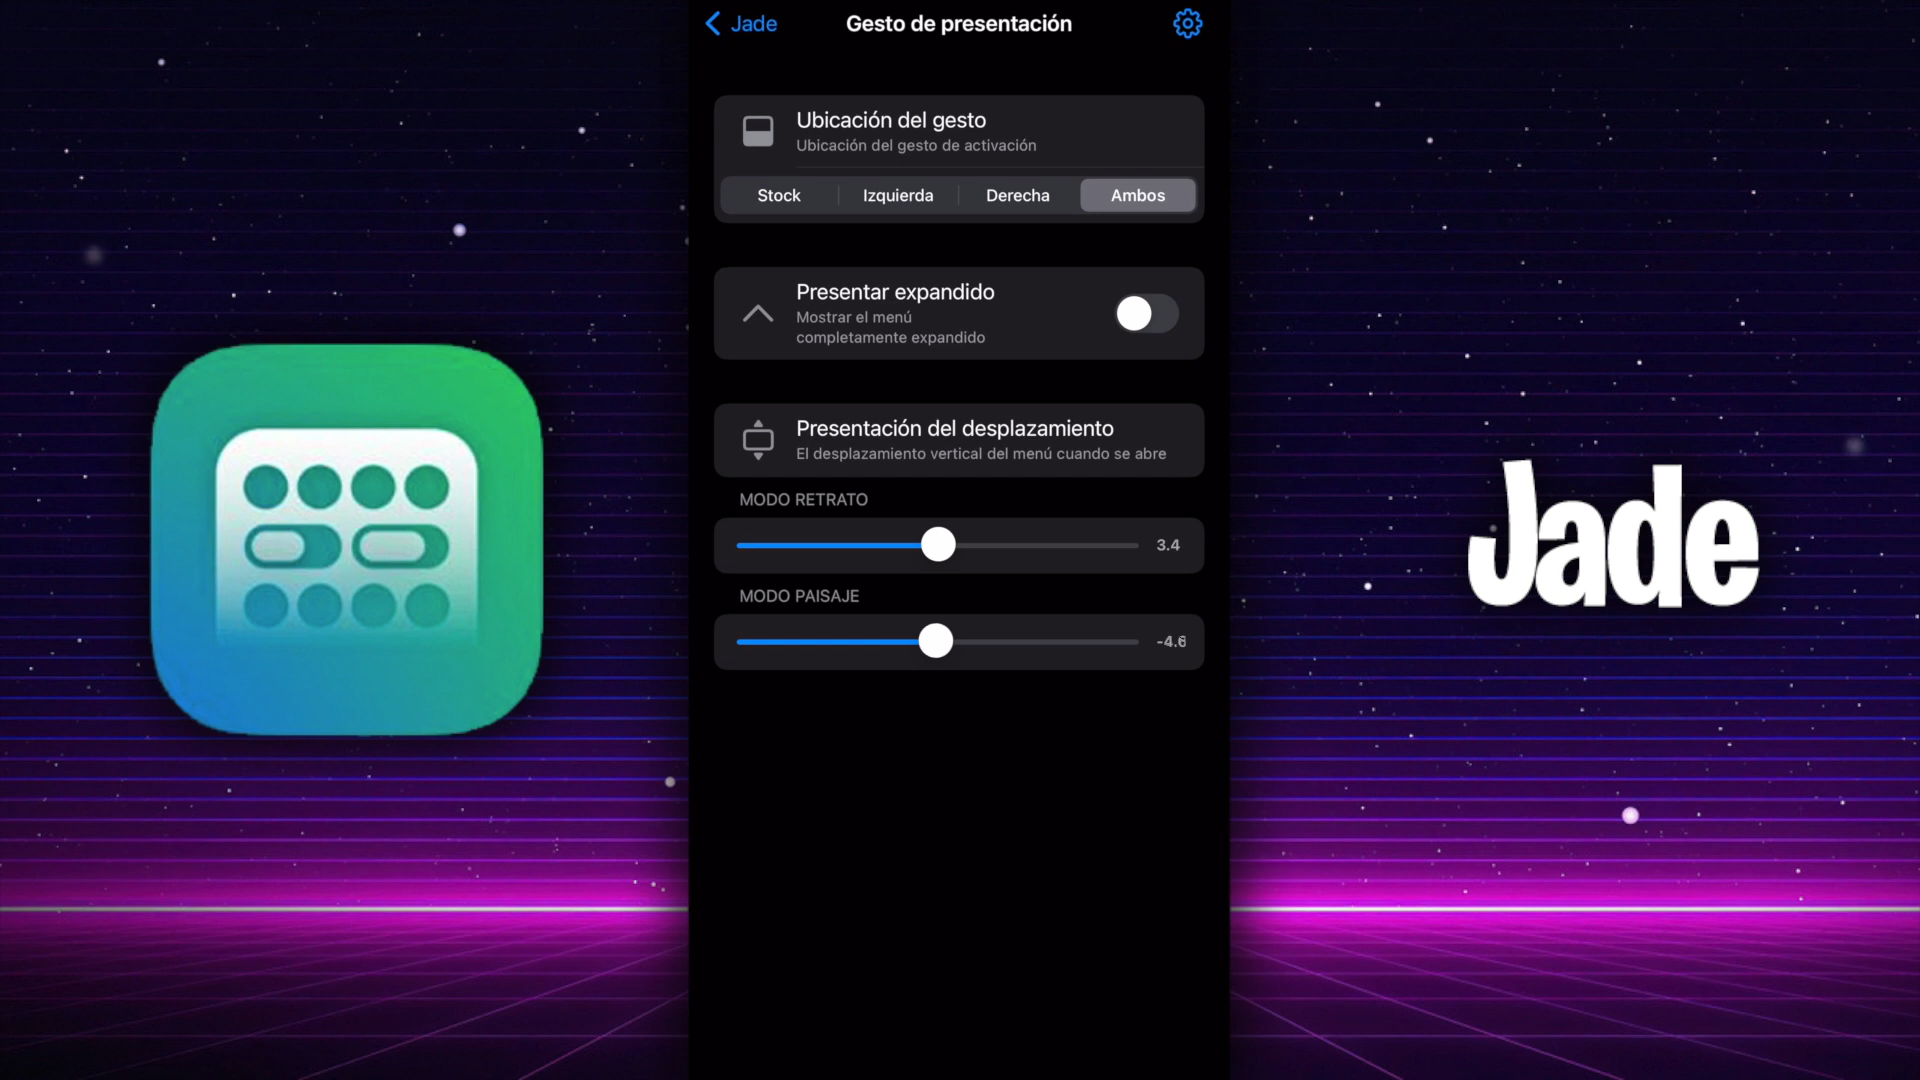 Jade
Gesto de presentación
Ubicación del gesto
Ubicación del gesto de activación
Stock
Izquierda
Derecha
Ambos
Presentar expandido
Mostrar el menú
completamente expandido
Presentación del desplazamiento
El desplazamiento vertical del menú cuando se abre
MODO RETRATO
3.4
MODO PAISAJE
-4.6
Jade